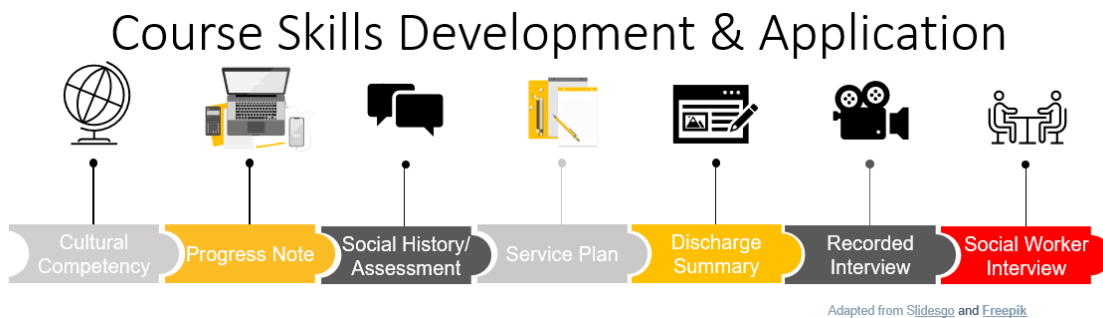 Course Skills Development & Application
Cultural
Competency
Progress Note
Social History/
Assessment
Service Plan
Discharge
Summary
Recorded
Interview
Social Worker
Interview
Adapted from Slidesgo and Freepik